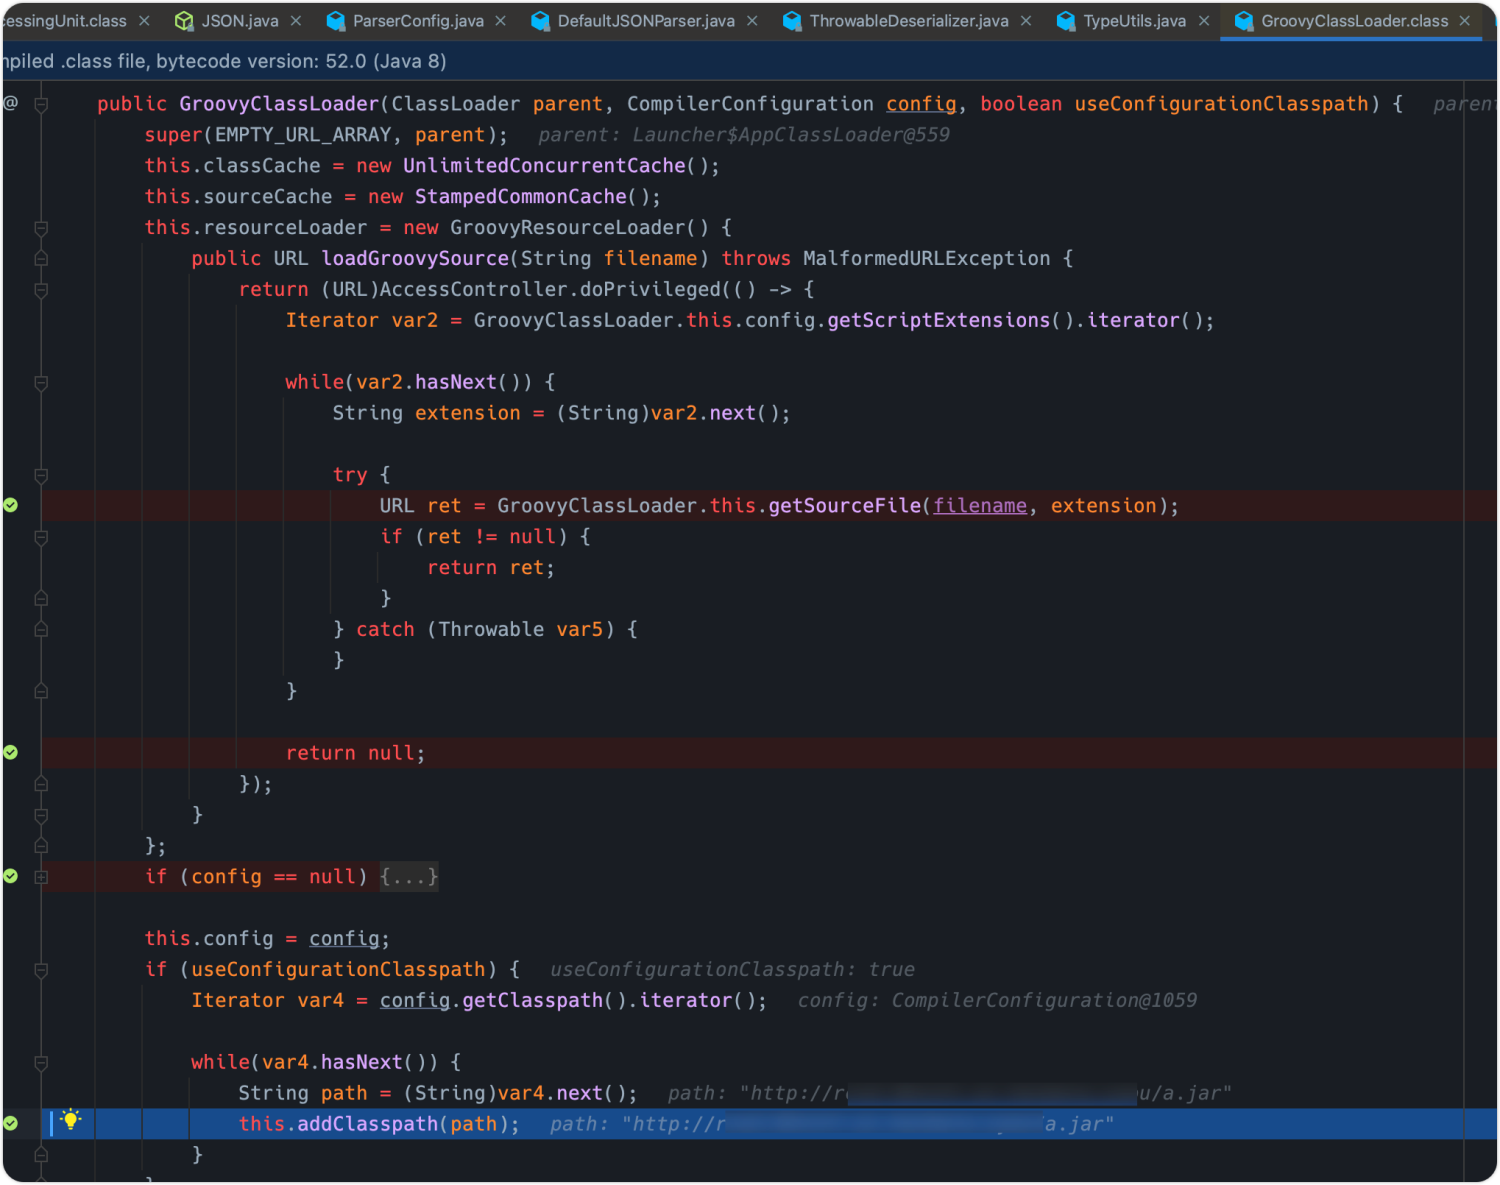 cessingUnit.class × JSON.java × ParserConfig.java × DefaultJSONParser.java × ThrowableDeserializer.java × TypeUtils.java × GroovyClassLoader.class ×
mpiled .class file, bytecode version: 52.0 (Java 8)
@ public GroovyClassLoader(ClassLoader parent, CompilerConfiguration config, boolean useConfigurationClasspath) { parent
super(EMPTY_URL_ARRAY, parent); parent: Launcher$AppClassLoader@559
this.classCache = new UnlimitedConcurrentCache();
this.sourceCache = new StampedCommonCache();
this.resourceLoader = new GroovyResourceLoader() {
public URL loadGroovySource(String filename) throws MalformedURLException {
return (URL)AccessController.doPrivileged(() -> {
Iterator var2 = GroovyClassLoader.this.config.getScriptExtensions().iterator();
while(var2.hasNext()) {
String extension = (String)var2.next();
try {
URL ret = GroovyClassLoader.this.getSourceFile(filename, extension);
if (ret != null) {
return ret;
}
} catch (Throwable var5) {
}
}
return null;
});
}
};
if (config == null) {...}
this.config = config;
if (useConfigurationClasspath) { useConfigurationClasspath: true
Iterator var4 = config.getClasspath().iterator(); config: CompilerConfiguration@1059
while(var4.hasNext()) {
String path = (String)var4.next(); path: "http://r u/a.jar"
this.addClasspath(path); path: "http://r a.jar"
}